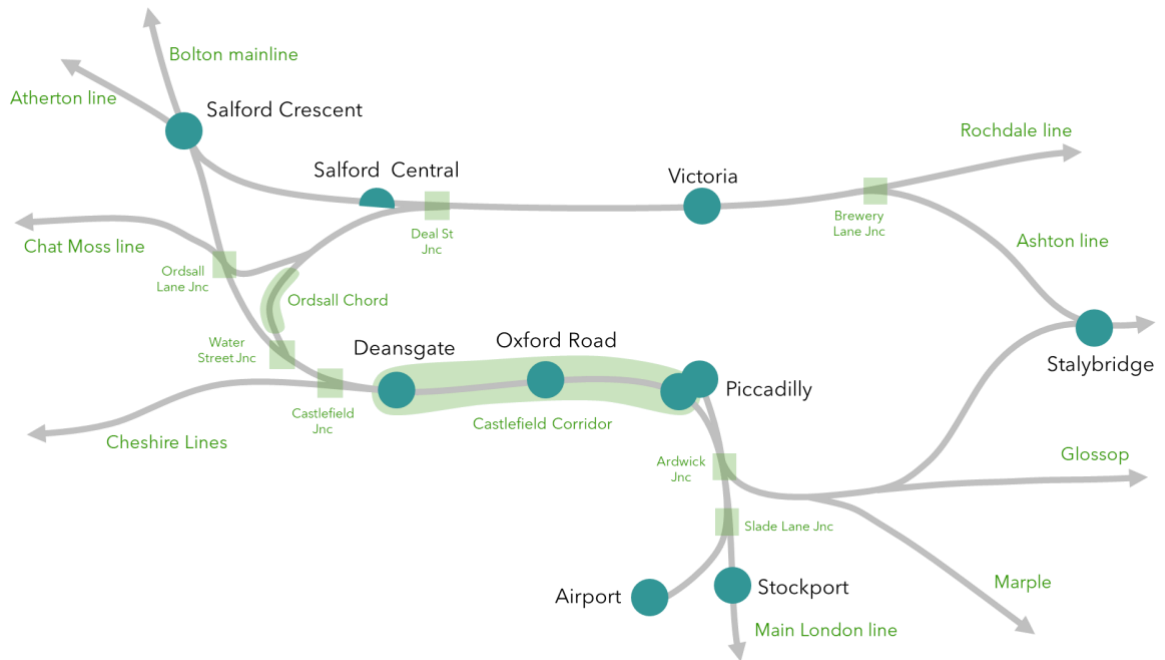 Bolton mainline
Atherton line
Salford Crescent
Rochdale line
Salford Central
Victoria
Brewery
Lane Jnc
Deal St
Jnc
Chat Moss line
Ashton line
Ordsall
Lane Jnc
Ordsall Chord
Water
Street Jnc
Deansgate
Oxford Road
Stalybridge
Piccadilly
Castlefield
Jnc
Castlefield Corridor
Cheshire Lines
Glossop
Ardwick
Jnc
Slade Lane Jnc
Airport
Stockport
Marple
Main London line